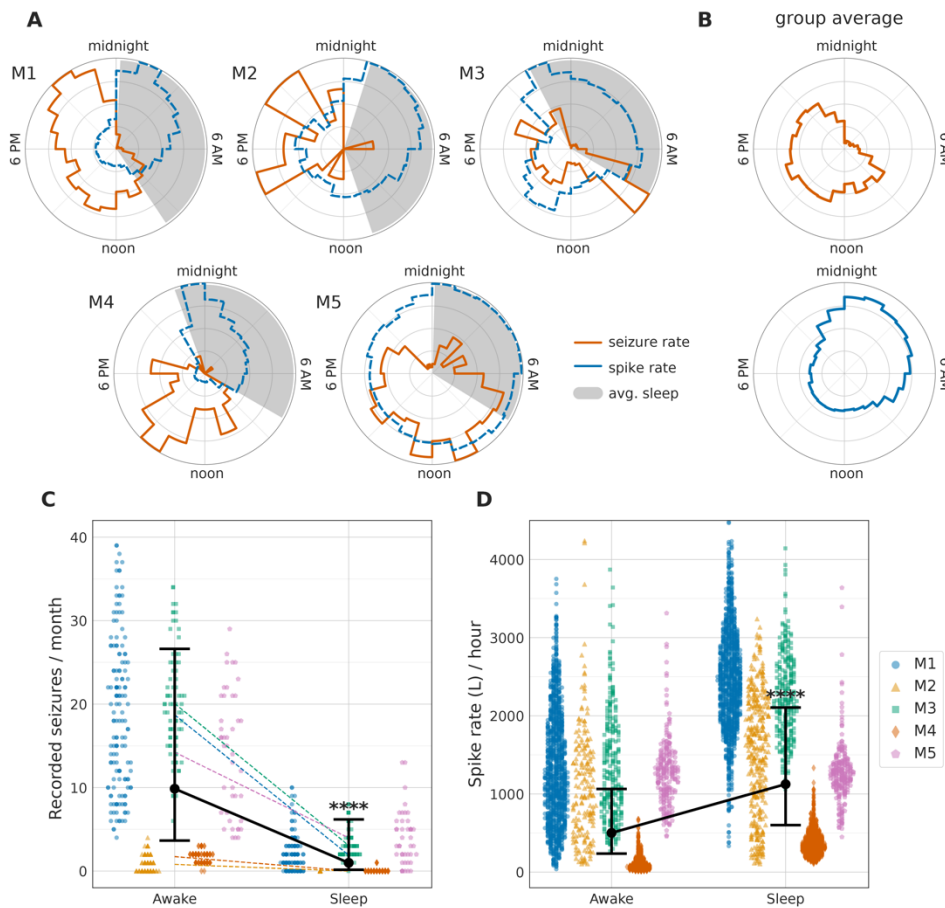 A
B
group average
midnight
midnight
midnight
midnight
M1
M2
M3
6 PM
6 AM
6 PM
6 AM
6 PM
6 AM
6 PM
noon
noon
noon
noon
midnight
midnight
midnight
M4
M5
6 PM
6 AM
6 PM
6 AM
6 PM
seizure rate
spike rate
avg. sleep
noon
noon
noon
C
D
Recorded seizures / month
40
30
20
10
0
****
Awake
Sleep
Spike rate (L) / hour
4000
3000
2000
1000
0
****
Awake
Sleep
M1
M2
M3
M4
M5